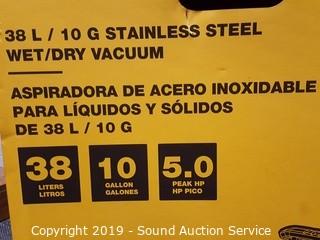 38 L / 10 G STAINLESS STEEL
WET/DRY VACUUM
ASPIRADORA DE ACERO INOXIDABLE
PARA LÍQUIDOS Y SÓLIDOS
DE 38 L / 10 G
38
LITERS
LITROS
10
GALLON
GALONES
5.0
PEAK HP
HP PICO
Copyright 2019 - Sound Auction Service